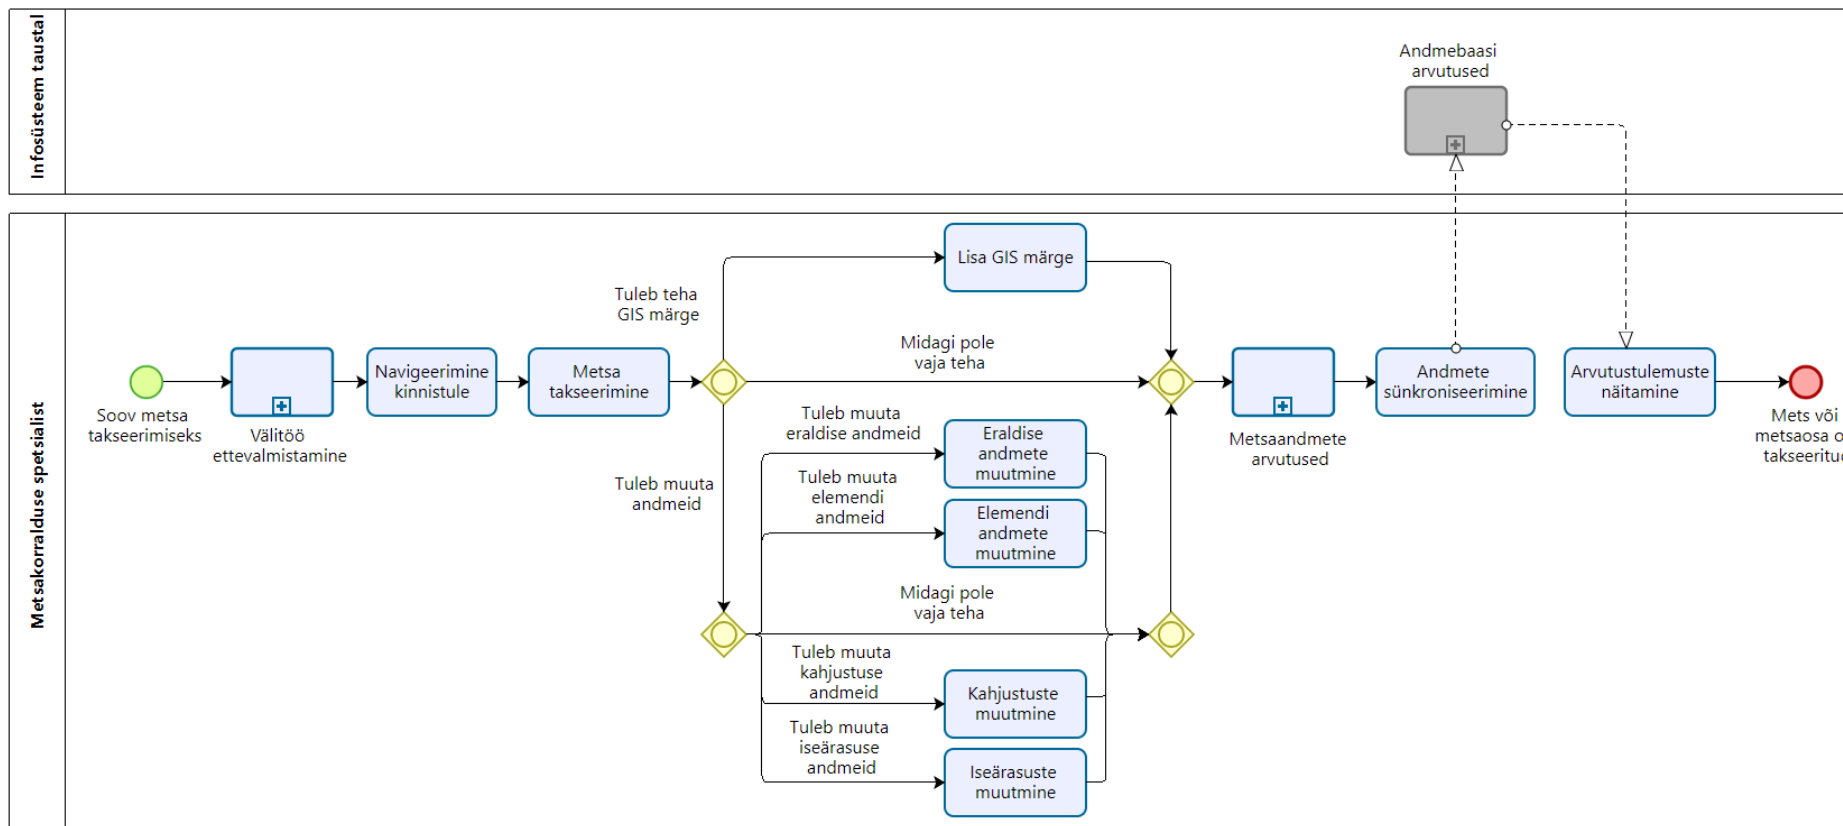 Infosüsteem taustal
Andmebaasi
arvutused
Metsakorralduse spetsialist
Soov metsa
takseerimiseks
Välitöö
ettevalmistamine
Navigeerimine
kinnistule
Metsa
takseerimine
Tuleb teha
GIS märge
Lisa GIS märge
Midagi pole
vaja teha
Tuleb muuta
andmeid
Tuleb muuta
eraldise andmeid
Eraldise
andmete
muutmine
Tuleb muuta
elemendi
andmeid
Elemendi
andmete
muutmine
Midagi pole
vaja teha
Tuleb muuta
kahjustuse
andmeid
Kahjustuste
muutmine
Tuleb muuta
iseärasuse
andmeid
Iseärasuste
muutmine
Metsaandmete
arvutused
Andmete
sünkroniseerimine
Arvutustulemuste
näitamine
Mets või
metsaosa o
takseeritud